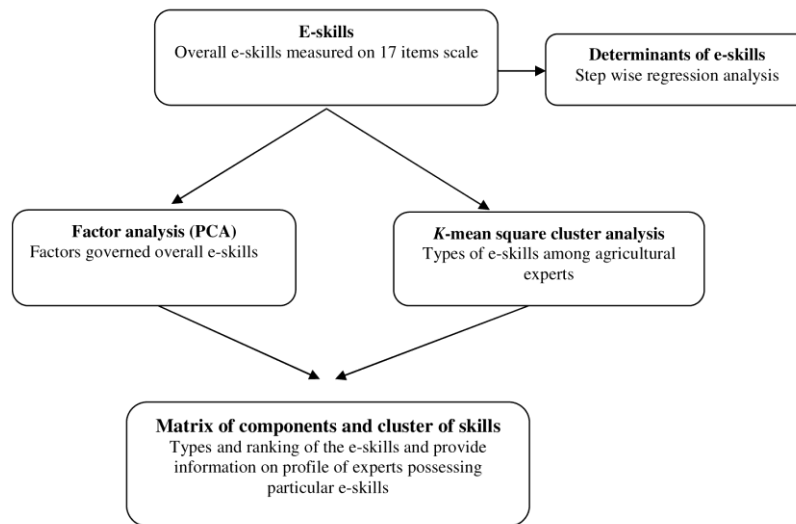 E-skills
Overall e-skills measured on 17 items scale
Determinants of e-skills
Step wise regression analysis
Factor analysis (PCA)
Factors governed overall e-skills
K-mean square cluster analysis
Types of e-skills among agricultural
experts
Matrix of components and cluster of skills
Types and ranking of the e-skills and provide
information on profile of experts possessing
particular e-skills